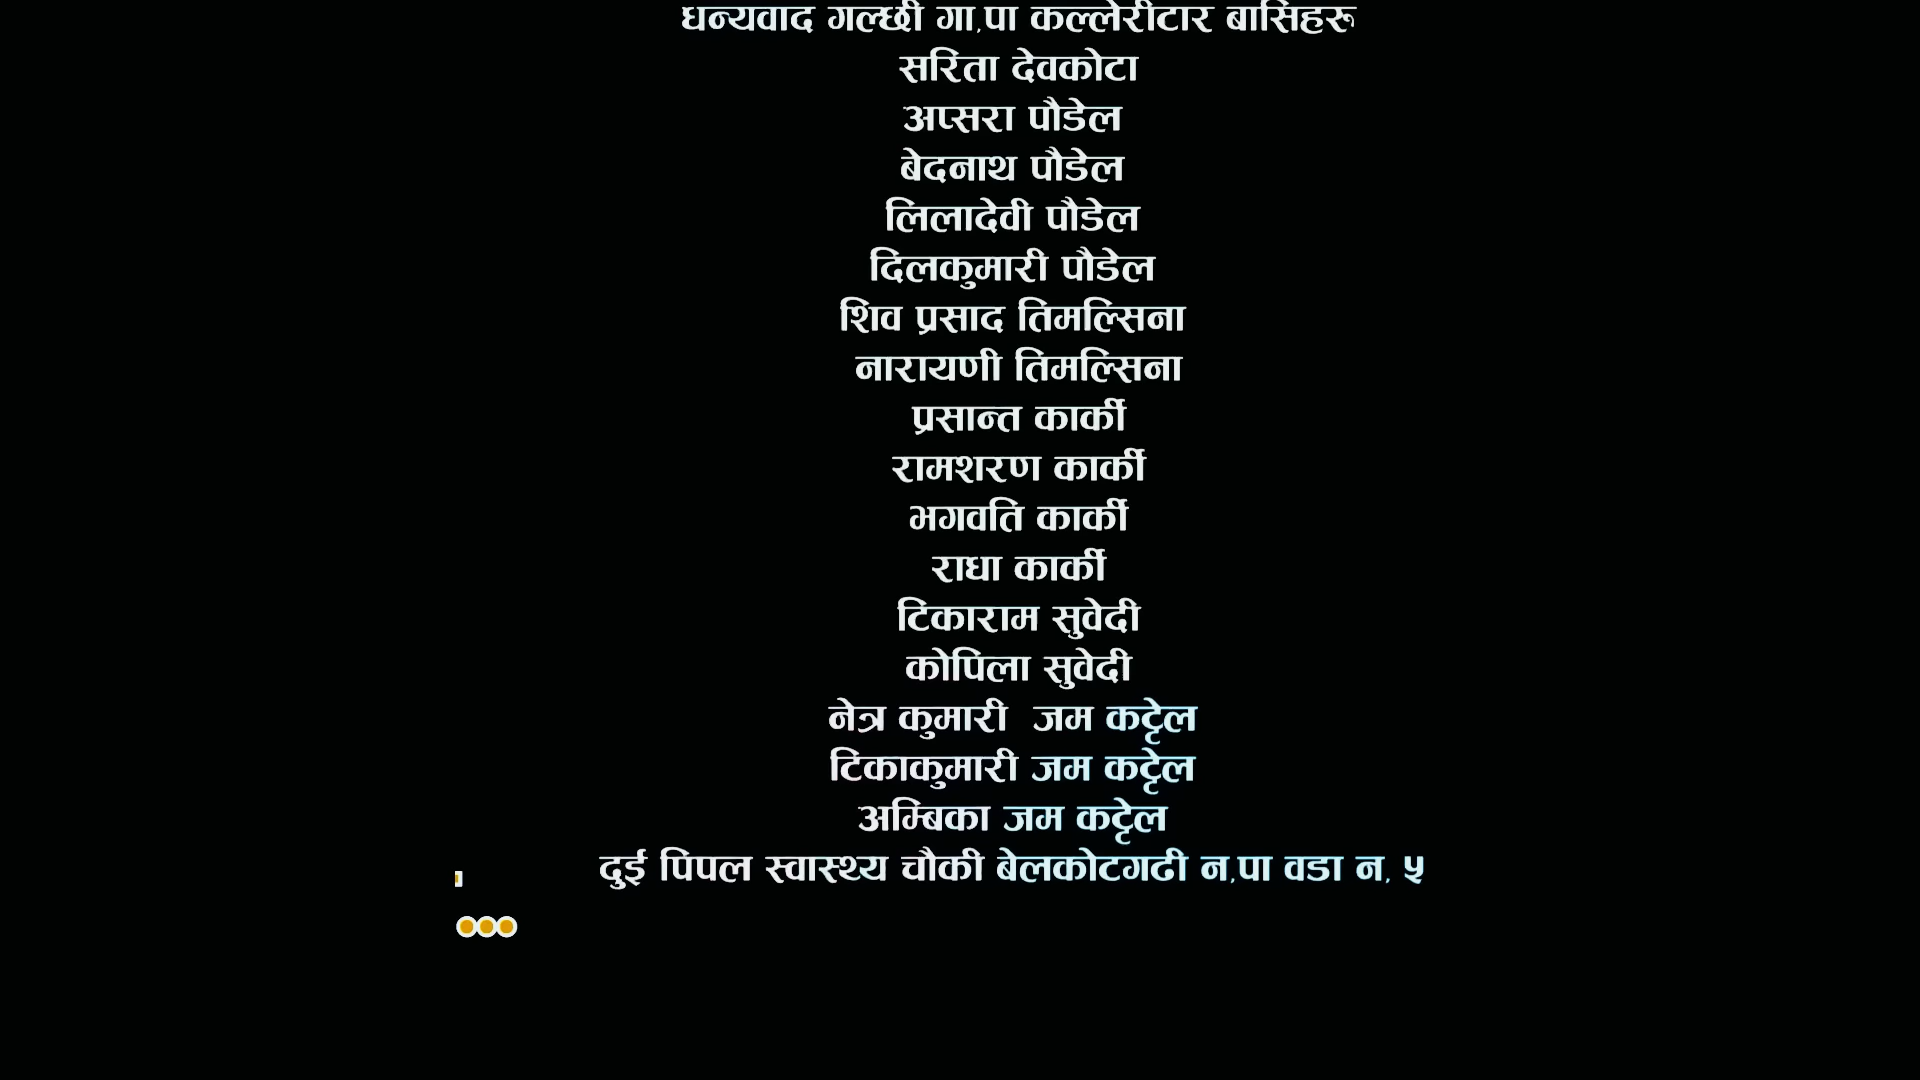 धन्यवाद गल्छी गा.पा कल्लेरीटार बासिहरू
सरिता देवकोटा
अप्सरा पौडेल
बेदनाथ पौडेल
लिलादेवी पौडेल
दिलकुमारी पौडेल
शिव प्रसाद तिमल्सिना
नारायणी तिमल्सिना
प्रसान्त कार्की
रामशरण कार्की
भगवति कार्की
राधा कार्की
टिकाराम सुवेदी
कोपिला सुवेदी
नेत्र कुमारी जम कट्टेल
टिकाकुमारी जम कट्टेल
अम्बिका जम कट्टेल
दुई पिपल स्वास्थ्य चौकी बेलकोटगढी न.पा वडा न. ५